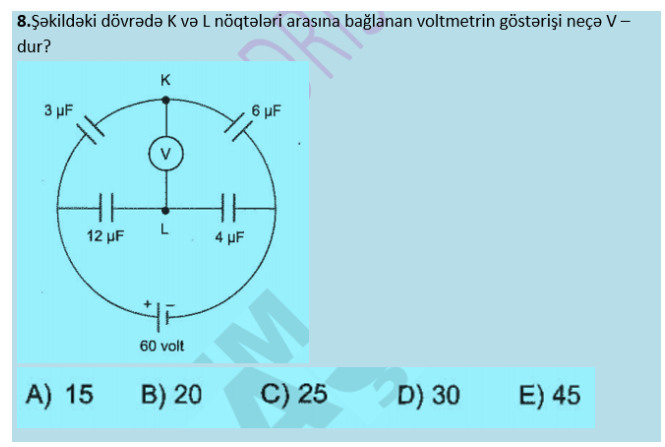 8.Şəkildəki dövrədə K və L nöqtələri arasına bağlanan voltmetrin göstərişi neçə V –
dur?
K
3 µF
6 µF
V
12 µF
L
4 µF
+ –
60 volt
A) 15 B) 20 C) 25 D) 30 E) 45